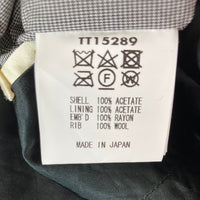 TT15289
SHELL 100% ACETATE
LINING 100% ACETATE
EMB'D 100% RAYON
RIB 100% WOOL
MADE IN JAPAN